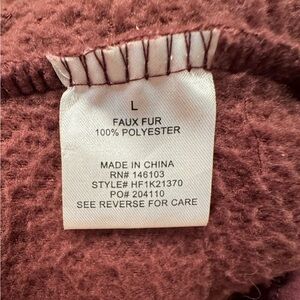 L
FAUX FUR
100% POLYESTER
MADE IN CHINA
RN# 146103
STYLE# HF1K21370
PO# 204110
SEE REVERSE FOR CARE